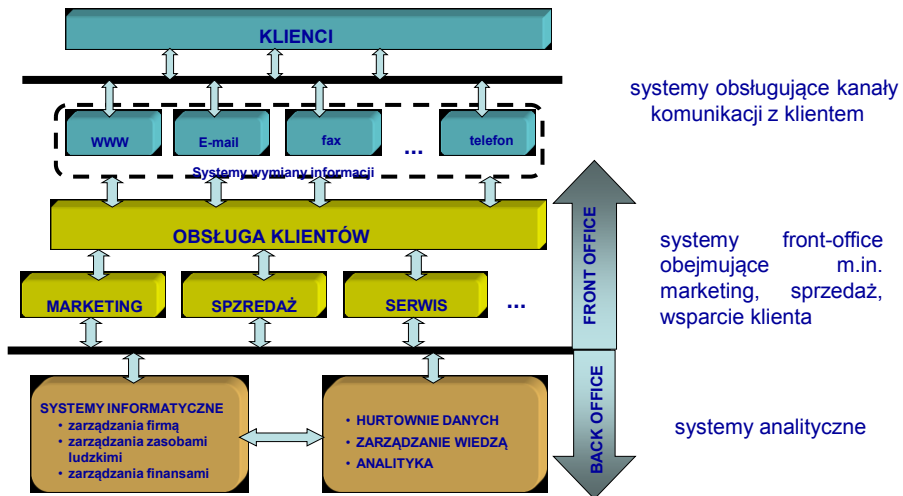 KLIENCI
systemy obsługujące kanały
komunikacji z klientem
WWW
E-mail
fax
...
telefon
Systemy wymiany informacji
OBSŁUGA KLIENTÓW
MARKETING
SPZREDAŻ
SERWIS
...
FRONT OFFICE
systemy front-office
obejmujące m.in.
marketing, sprzedaż,
wsparcie klienta
SYSTEMY INFORMATYCZNE
• zarządzania firmą
• zarządzania zasobami
ludzkimi
• zarządzania finansami
• HURTOWNIE DANYCH
• ZARZĄDZANIE WIEDZĄ
• ANALITYKA
BACK OFFICE
systemy analityczne